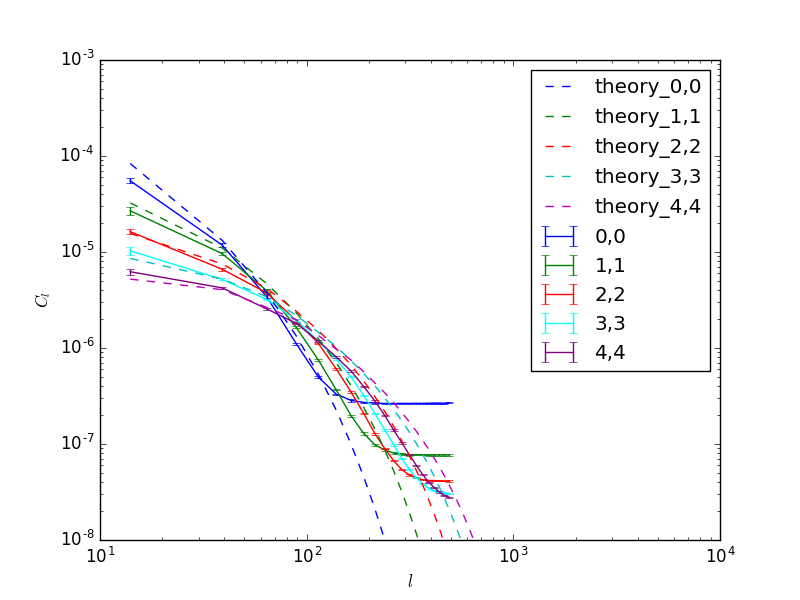 10^-3
10^-4
10^-5
10^-6
10^-7
10^-8
C_l
10^1 10^2 10^3 10^4
l
theory_0,0
theory_1,1
theory_2,2
theory_3,3
theory_4,4
0,0
1,1
2,2
3,3
4,4